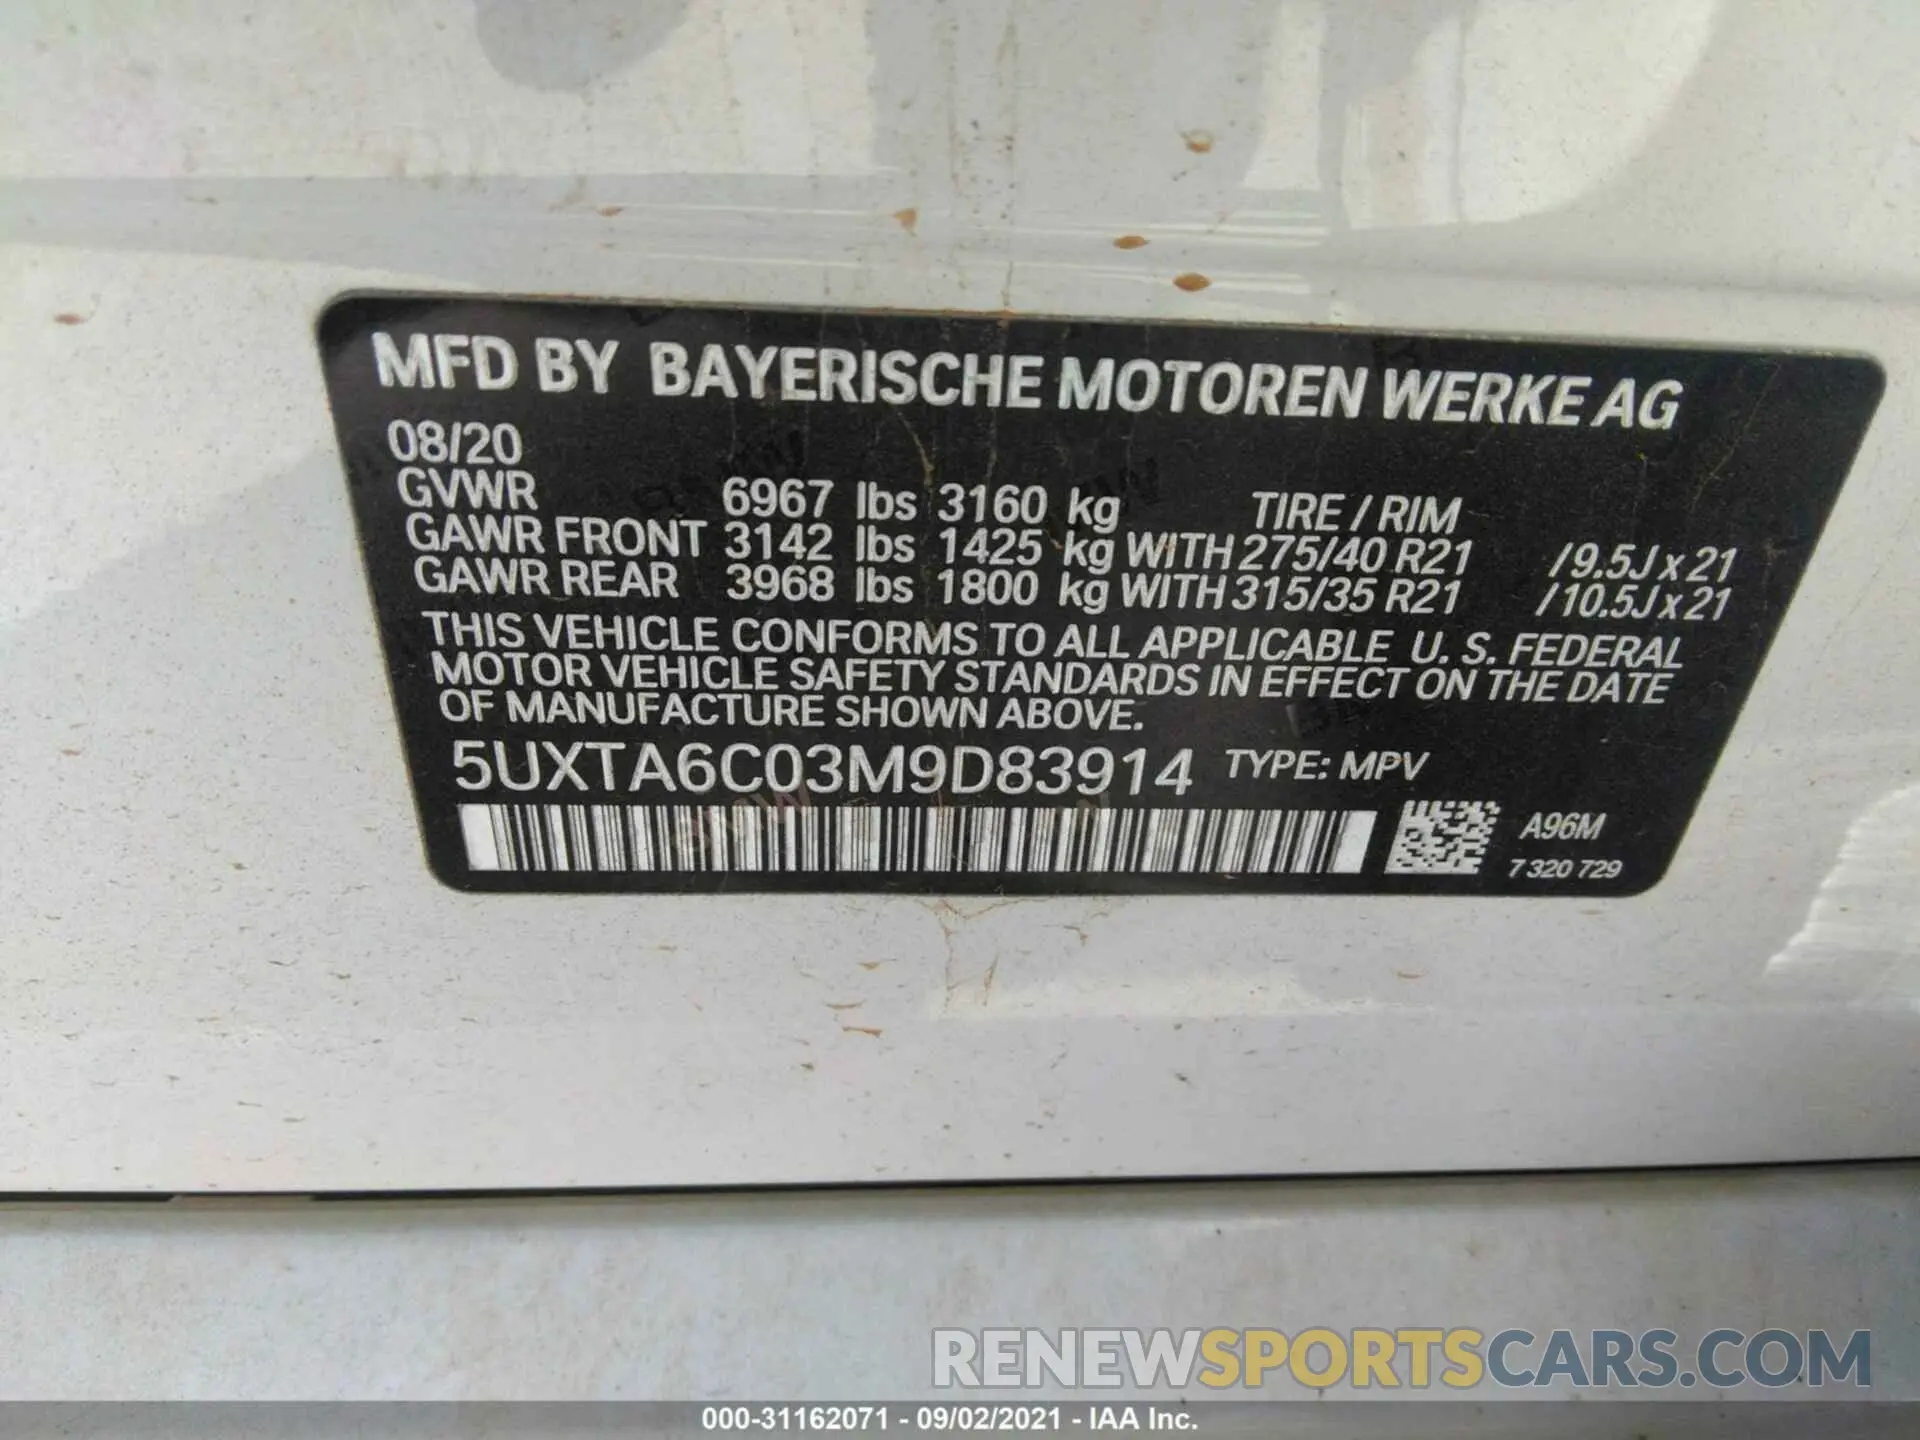 MFD BY BAYERISCHE MOTOREN WERKE AG
08/20
GVWR 6967 lbs 3160 kg TIRE / RIM
GAWR FRONT 3142 lbs 1425 kg WITH 275/40 R21 /9.5J x 21
GAWR REAR 3968 lbs 1800 kg WITH 315/35 R21 /10.5J x 21
THIS VEHICLE CONFORMS TO ALL APPLICABLE U. S. FEDERAL
MOTOR VEHICLE SAFETY STANDARDS IN EFFECT ON THE DATE
OF MANUFACTURE SHOWN ABOVE.
5UXTA6C03M9D83914 TYPE: MPV
A96M
7 320 729
RENEWSPORTSCARS.COM
000-31162071 - 09/02/2021 - IAA Inc.